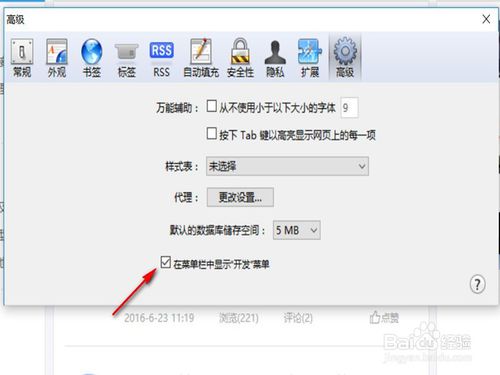 高级
常规 外观 书签 标签 RSS 自动填充 安全性 隐私 扩展 高级
RSS
万能辅助： 从不使用小于以下大小的字体 9
按下 Tab 键以高亮显示网页上的每一项
样式表： 未选择
代理： 更改设置...
默认的数据库储存空间： 5 MB
在菜单栏中显示“开发”菜单
?
2016-6-23 11:19 浏览(221) 评论(2) 点赞
Baidu 经验
jingyan.baidu.com